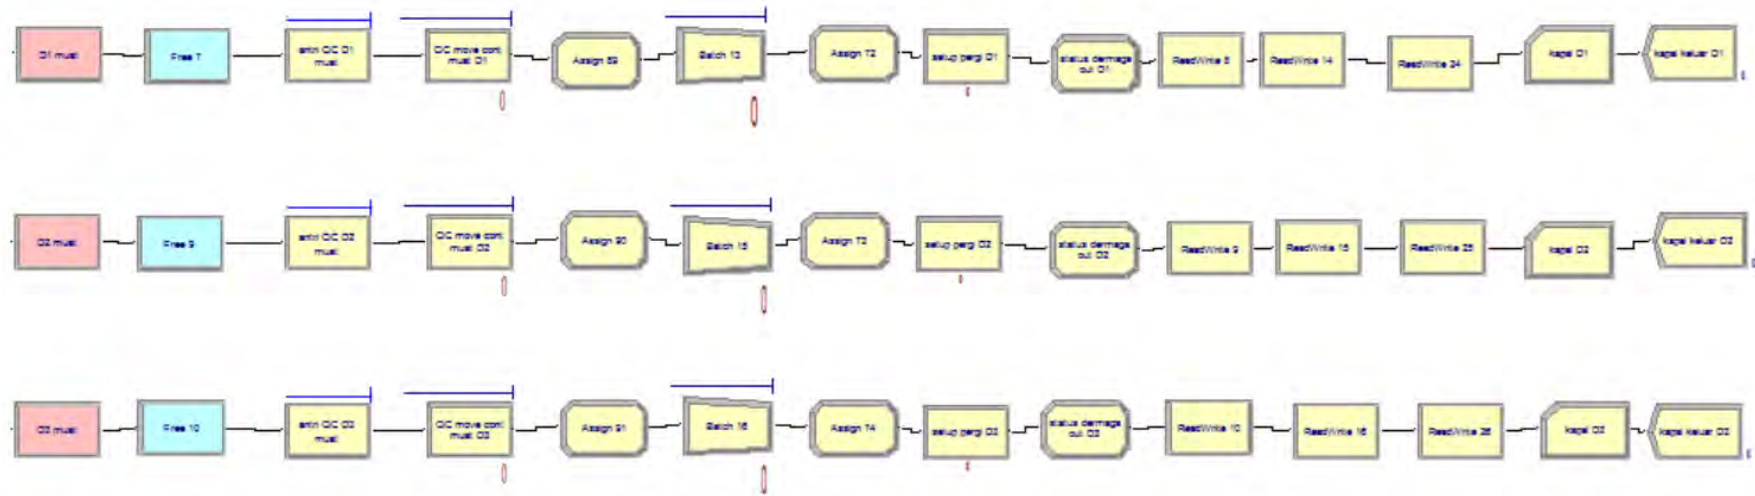 D1 muat
Free 7
antri QC D1
muat
QC move cont
muat D1
Assign 89
Batch 13
Assign 72
setup pergi D1
status dermaga
out D1
ReadWrite 14
ReadWrite 24
kapal D1
kapal keluar D1
D2 muat
Free 9
antri QC D2
muat
QC move cont
muat D2
Assign 90
Batch 15
Assign 73
setup pergi D2
status dermaga
out D2
ReadWrite 9
ReadWrite 15
ReadWrite 25
kapal D2
kapal keluar D2
D3 muat
Free 10
antri QC D3
muat
QC move cont
muat D3
Assign 91
Batch 16
Assign 74
setup pergi D3
status dermaga
out D3
ReadWrite 10
ReadWrite 16
ReadWrite 26
kapal D3
kapal keluar D3